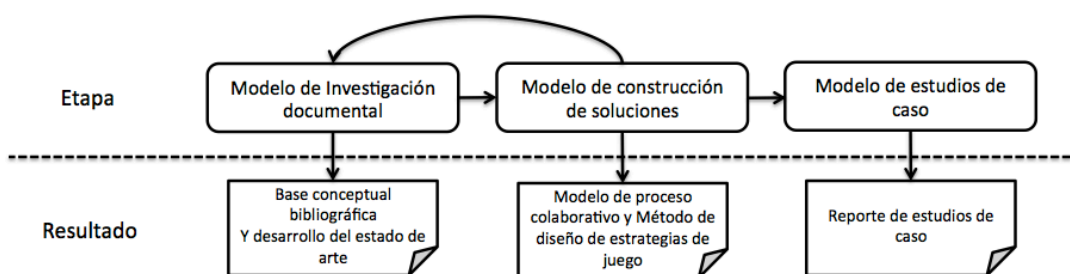 Etapa
Modelo de Investigación
documental
Modelo de construcción
de soluciones
Modelo de estudios de
caso
Resultado
Base conceptual
bibliográfica
Y desarrollo del estado de
arte
Modelo de proceso
colaborativo y Método de
diseño de estrategias de
juego
Reporte de estudios de
caso